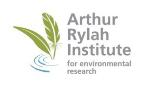 Arthur
Rylah
Institute
for environmental
research